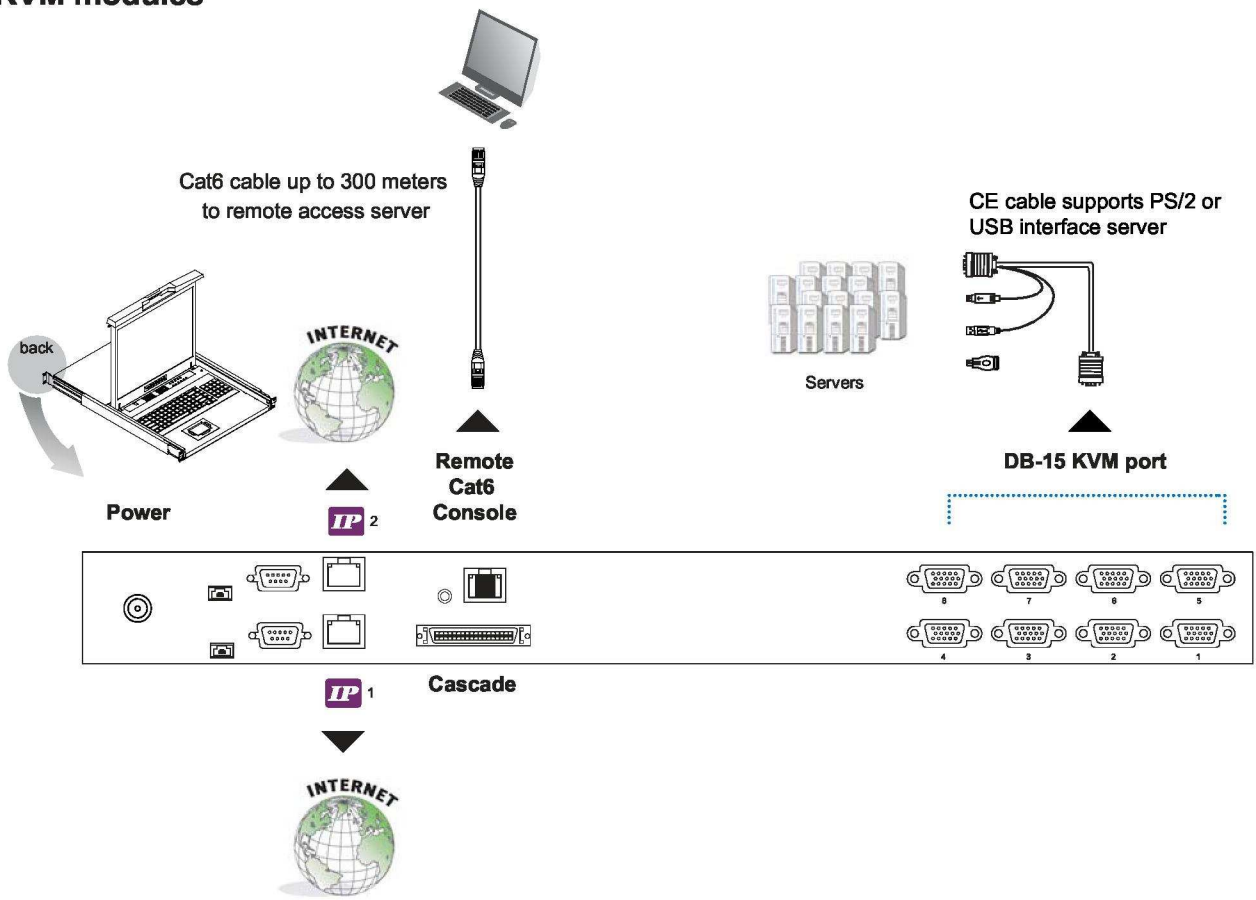 KVM modules
Cat6 cable up to 300 meters
to remote access server
CE cable supports PS/2 or
USB interface server
back
INTERNET
Servers
Remote
Cat6
Console
DB-15 KVM port
Power
IP 2
8 7 6 5
4 3 2 1
IP 1
Cascade
INTERNET